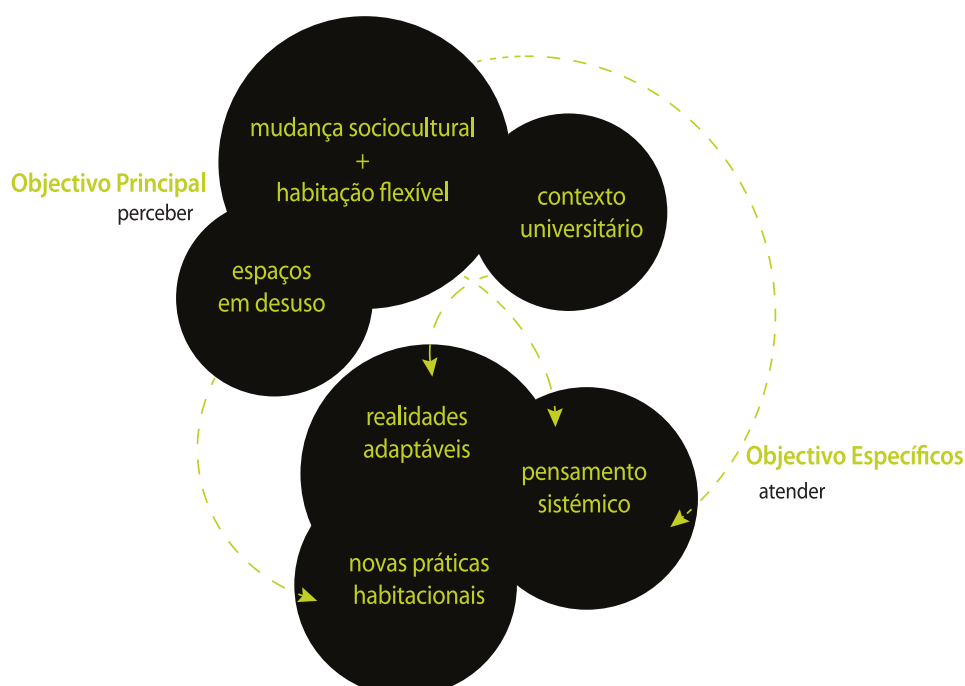 mudança sociocultural
+
habitação flexível
Objectivo Principal
perceber
contexto
universitário
espaços
em desuso
realidades
adaptáveis
pensamento
sistémico
Objectivo Específicos
atender
novas práticas
habitacionais